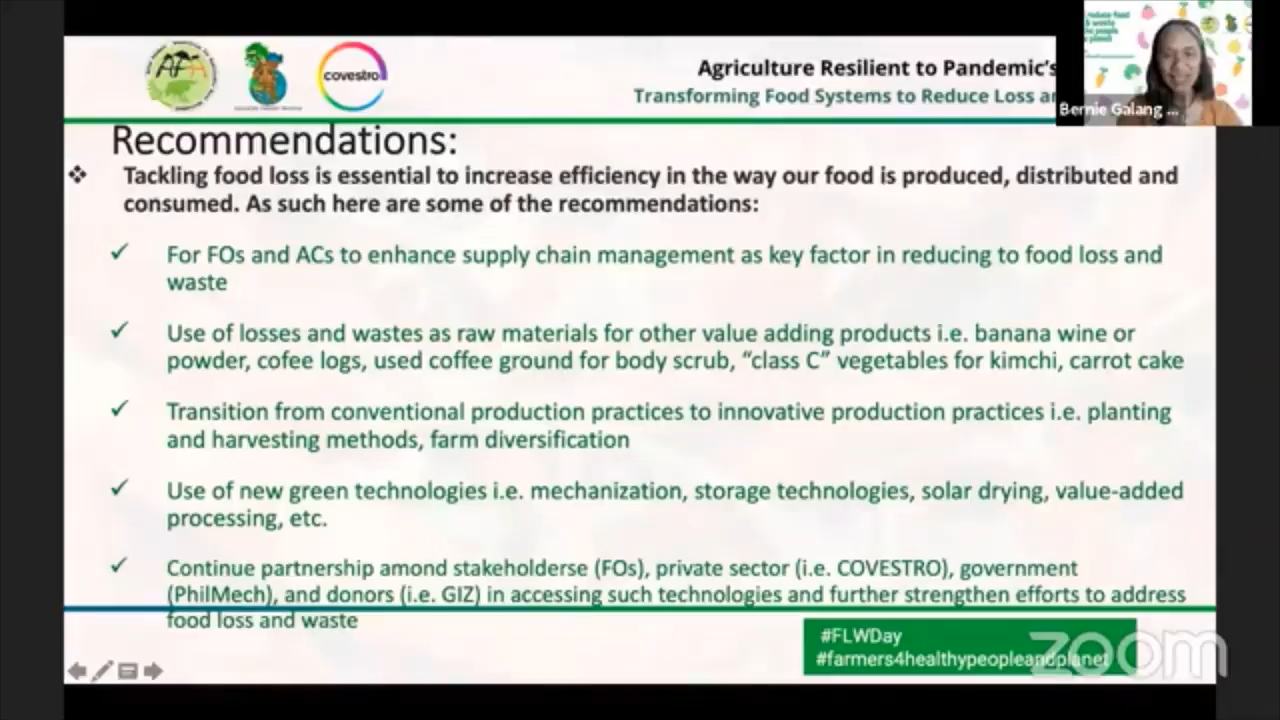 AFA
covestro
Agriculture Resilient to Pandemic's
Transforming Food Systems to Reduce Loss an
Bernie Galang ...
Recommendations:
❖ Tackling food loss is essential to increase efficiency in the way our food is produced, distributed and
consumed. As such here are some of the recommendations:
✓ For FOs and ACs to enhance supply chain management as key factor in reducing to food loss and
waste
✓ Use of losses and wastes as raw materials for other value adding products i.e. banana wine or
powder, cofee logs, used coffee ground for body scrub, “class C” vegetables for kimchi, carrot cake
✓ Transition from conventional production practices to innovative production practices i.e. planting
and harvesting methods, farm diversification
✓ Use of new green technologies i.e. mechanization, storage technologies, solar drying, value-added
processing, etc.
✓ Continue partnership amond stakeholderse (FOs), private sector (i.e. COVESTRO), government
(PhilMech), and donors (i.e. GIZ) in accessing such technologies and further strengthen efforts to address
food loss and waste
#FLWDay
#farmers4healthypeopleandplanet
zoom